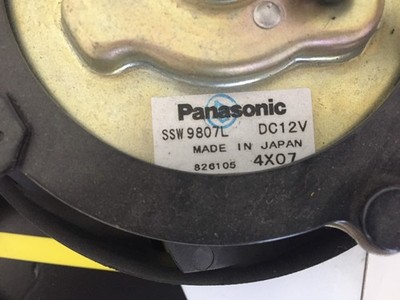 Panasonic
SSW9807L DC12V
MADE IN JAPAN
826105 4X07